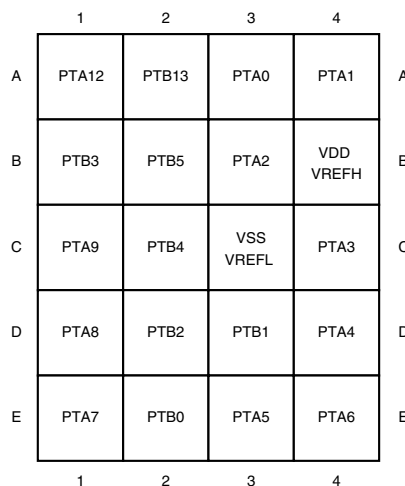 1 2 3 4
A PTA12 PTB13 PTA0 PTA1 A
B PTB3 PTB5 PTA2 VDD VREFH
C PTA9 PTB4 VSS VREFL PTA3
D PTA8 PTB2 PTB1 PTA4
E PTA7 PTB0 PTA5 PTA6
1 2 3 4